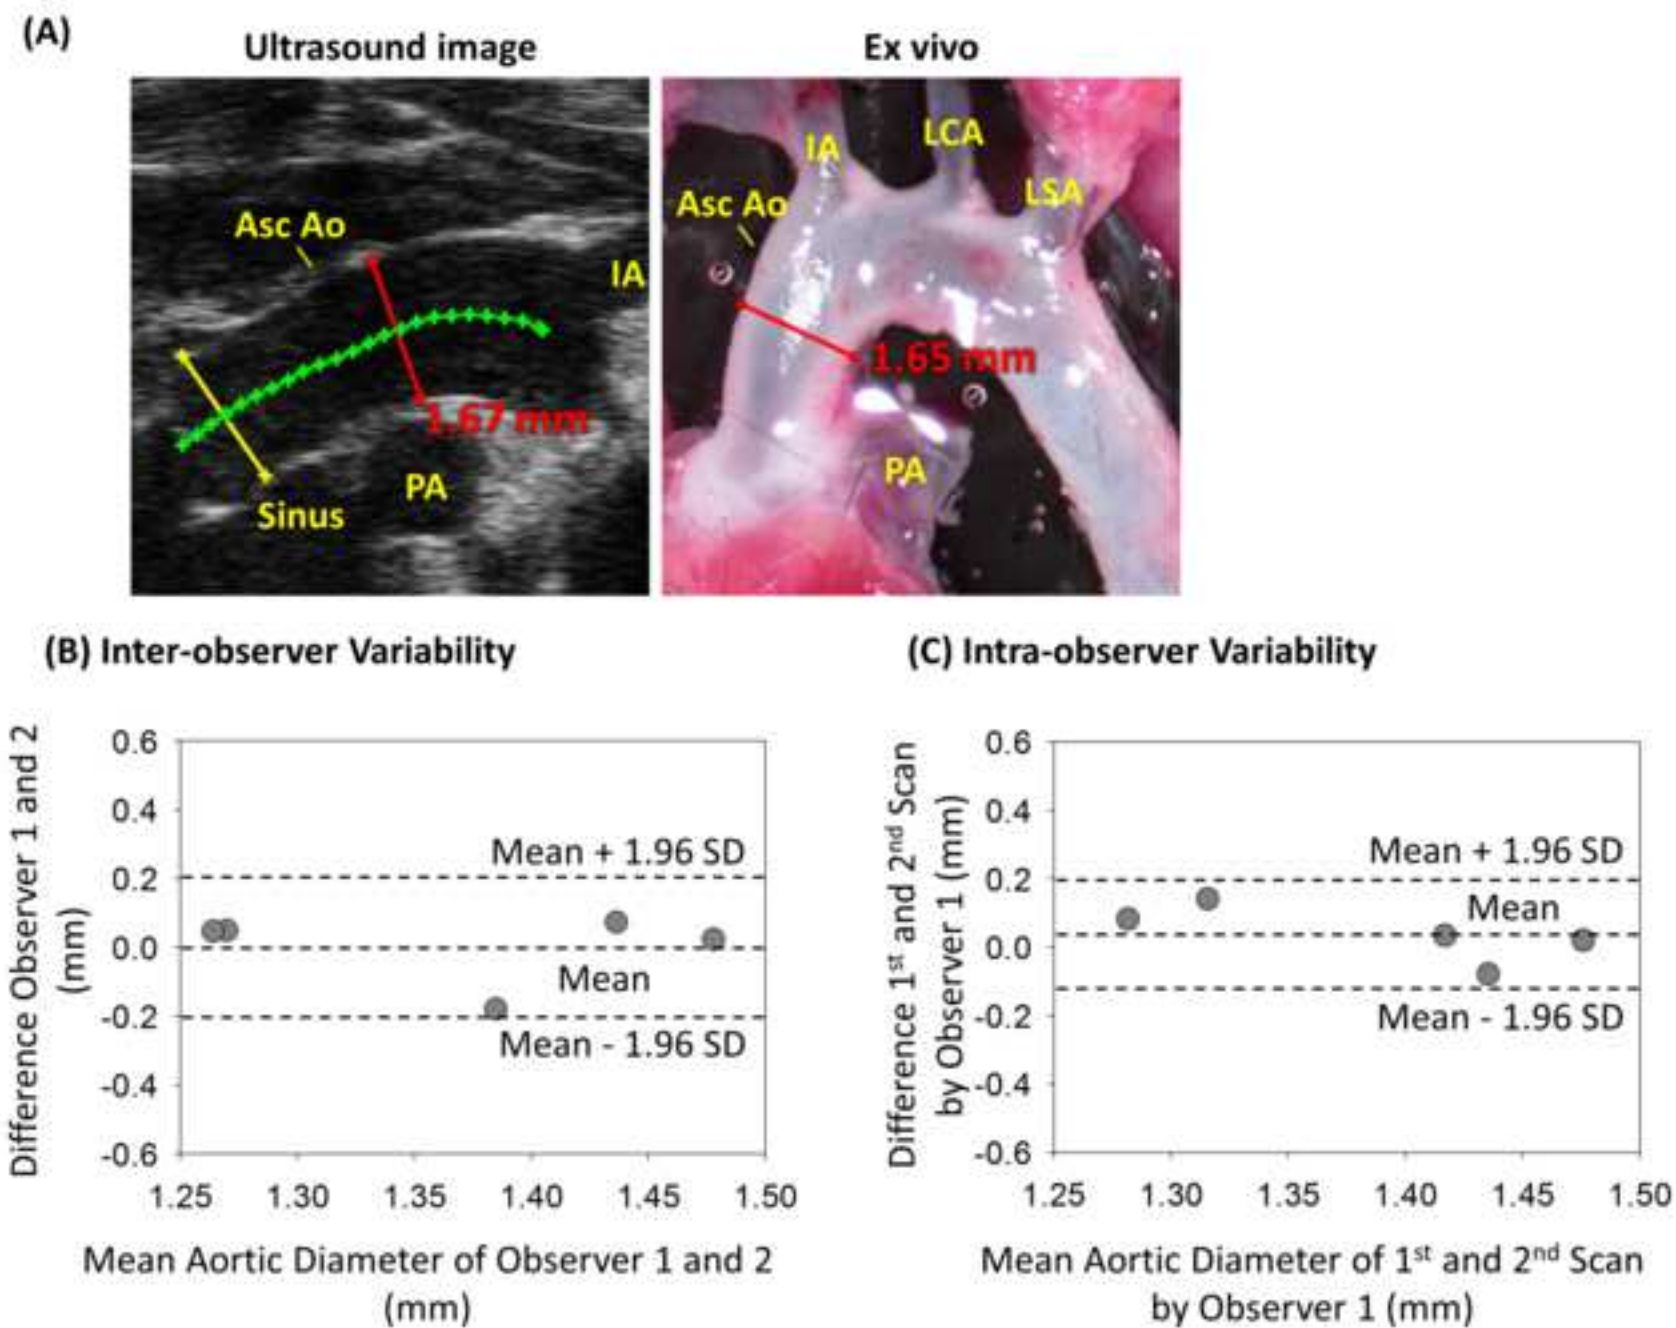 (A)
Ultrasound image
Ex vivo
Asc Ao
IA
1.67 mm
PA
Sinus
IA
LCA
Asc Ao
LSA
1.65 mm
PA
(B) Inter-observer Variability
Difference Observer 1 and 2
(mm)
0.6
0.4
0.2
0.0
-0.2
-0.4
-0.6
Mean + 1.96 SD
Mean
Mean - 1.96 SD
1.25 1.30 1.35 1.40 1.45 1.50
Mean Aortic Diameter of Observer 1 and 2
(mm)
(C) Intra-observer Variability
Difference 1st and 2nd Scan
by Observer 1 (mm)
0.6
0.4
0.2
0.0
-0.2
-0.4
-0.6
Mean + 1.96 SD
Mean
Mean - 1.96 SD
1.25 1.30 1.35 1.40 1.45 1.50
Mean Aortic Diameter of 1st and 2nd Scan
by Observer 1 (mm)